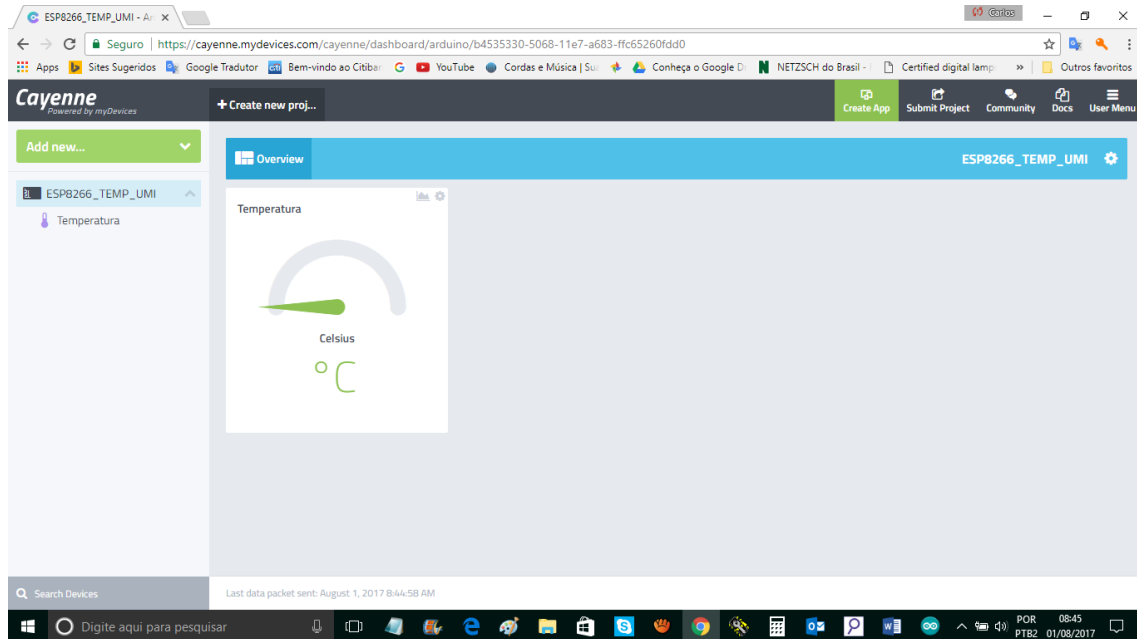 ESP8266_TEMP_UMI - Ar
Carlos
Seguro | https://cayenne.mydevices.com/cayenne/dashboard/arduino/b4535330-5068-11e7-a683-ffc65260fdd0
Apps Sites Sugeridos Google Tradutor citi Bem-vindo ao Citiban YouTube Cordas e Música | Su Conheça o Google D NETZSCH do Brasil - Certified digital lamp » Outros favoritos
Cayenne
Powered by myDevices
+ Create new proj...
Create App Submit Project Community Docs User Menu
Add new...
Overview
ESP8266_TEMP_UMI
ESP8266_TEMP_UMI
Temperatura
Temperatura
Celsius
°C
Search Devices
Last data packet sent: August 1, 2017 8:44:58 AM
Digite aqui para pesquisar
POR 08:45
PTB2 01/08/2017